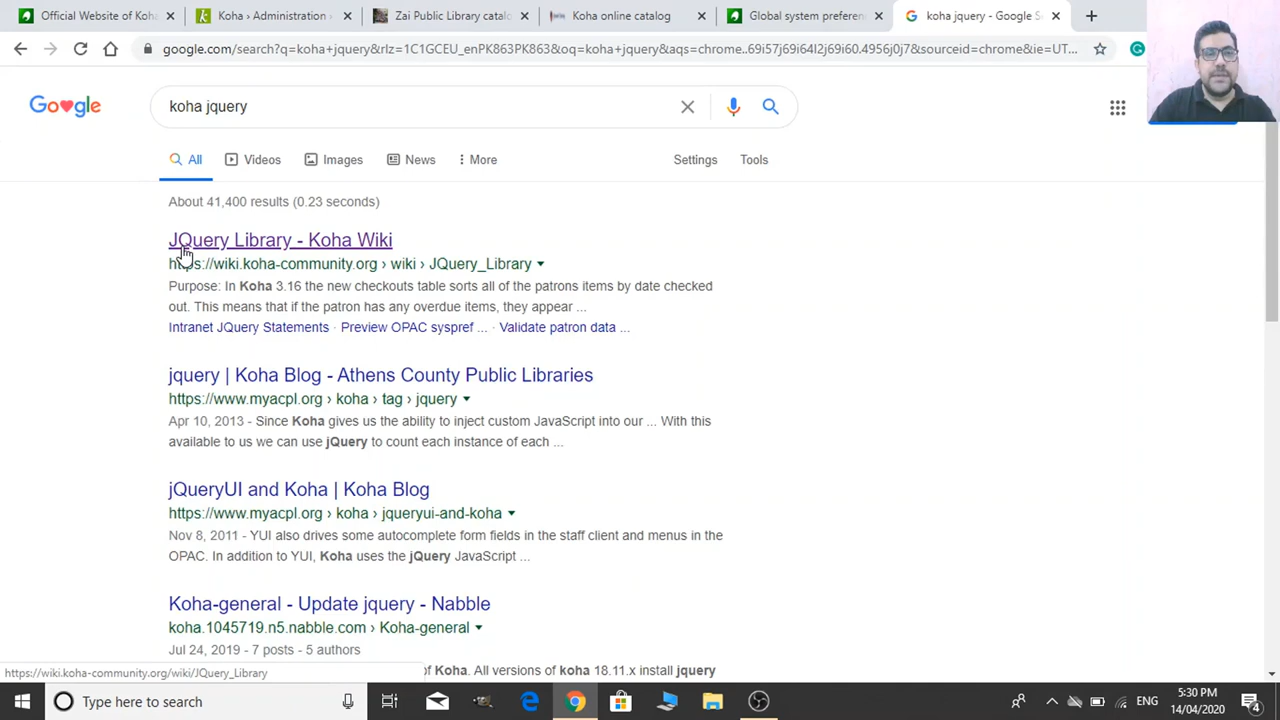 Official Website of Koha
Koha › Administration ›
Zai Public Library catalo
Koha online catalog
Global system preferen
koha jquery - Google S
google.com/search?q=koha+jquery&rlz=1C1GCEU_enPK863PK863&oq=koha+jquery&aqs=chrome..69i57j69i64l2j69i60.4956j0j7&sourceid=chrome&ie=UT...
Google
koha jquery
All
Videos
Images
News
More
Settings
Tools
About 41,400 results (0.23 seconds)
JQuery Library - Koha Wiki
https://wiki.koha-community.org › wiki › JQuery_Library
Purpose: In Koha 3.16 the new checkouts table sorts all of the patrons items by date checked
out. This means that if the patron has any overdue items, they appear ...
Intranet JQuery Statements · Preview OPAC syspref ... · Validate patron data ...
jquery | Koha Blog - Athens County Public Libraries
https://www.myacpl.org › koha › tag › jquery
Apr 10, 2013 - Since Koha gives us the ability to inject custom JavaScript into our ... With this
available to us we can use jQuery to count each instance of each ...
jQueryUI and Koha | Koha Blog
https://www.myacpl.org › koha › jqueryui-and-koha
Nov 8, 2011 - YUI also drives some autocomplete form fields in the staff client and menus in the
OPAC. In addition to YUI, Koha uses the jQuery JavaScript ...
Koha-general - Update jquery - Nabble
koha.1045719.n5.nabble.com › Koha-general
Jul 24, 2019 - 7 posts - 5 authors
of Koha. All versions of koha 18.11.x install jquery
https://wiki.koha-community.org/wiki/JQuery_Library
Type here to search
ENG
5:30 PM
14/04/2020
4